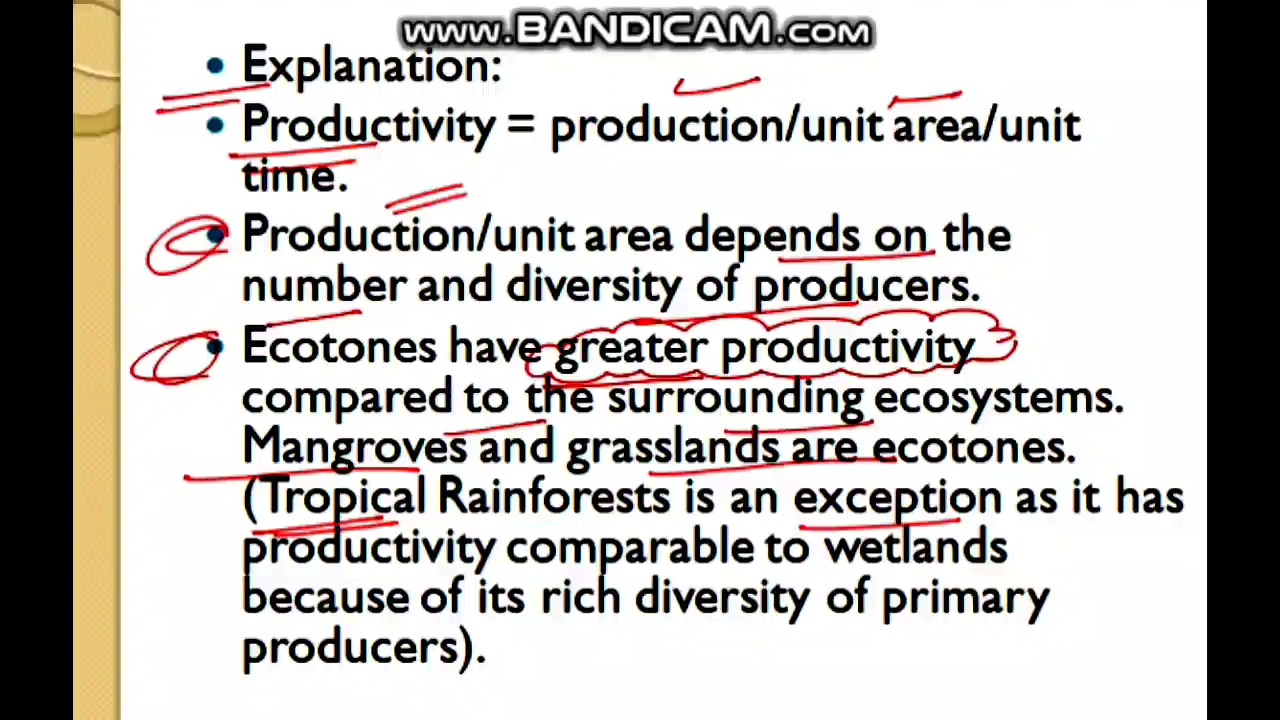 www.BANDICAM.com
• Explanation:
• Productivity = production/unit area/unit
time.
• Production/unit area depends on the
number and diversity of producers.
• Ecotones have greater productivity
compared to the surrounding ecosystems.
Mangroves and grasslands are ecotones.
(Tropical Rainforests is an exception as it has
productivity comparable to wetlands
because of its rich diversity of primary
producers).